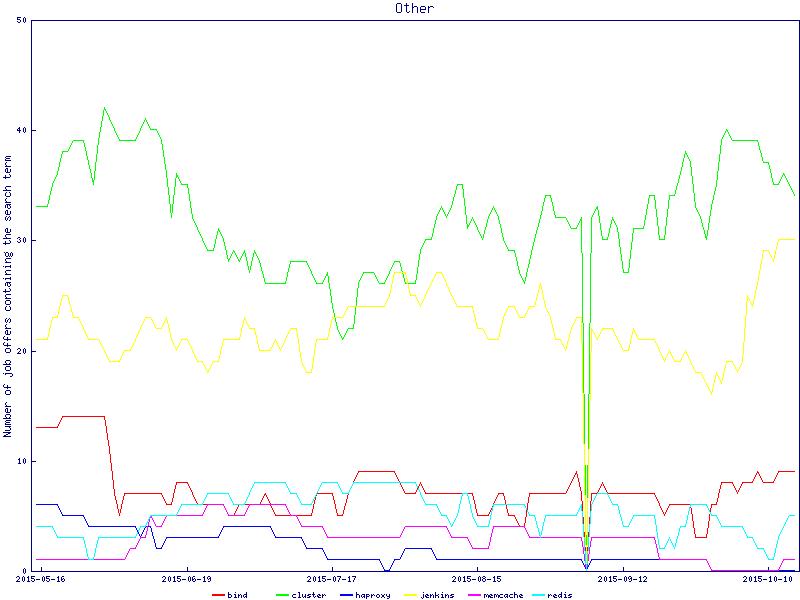 Other
50
40
30
20
10
0
Number of job offers containing the search term
2015-05-16 2015-06-19 2015-07-17 2015-08-15 2015-09-12 2015-10-10
bind cluster haproxy jenkins memcache redis